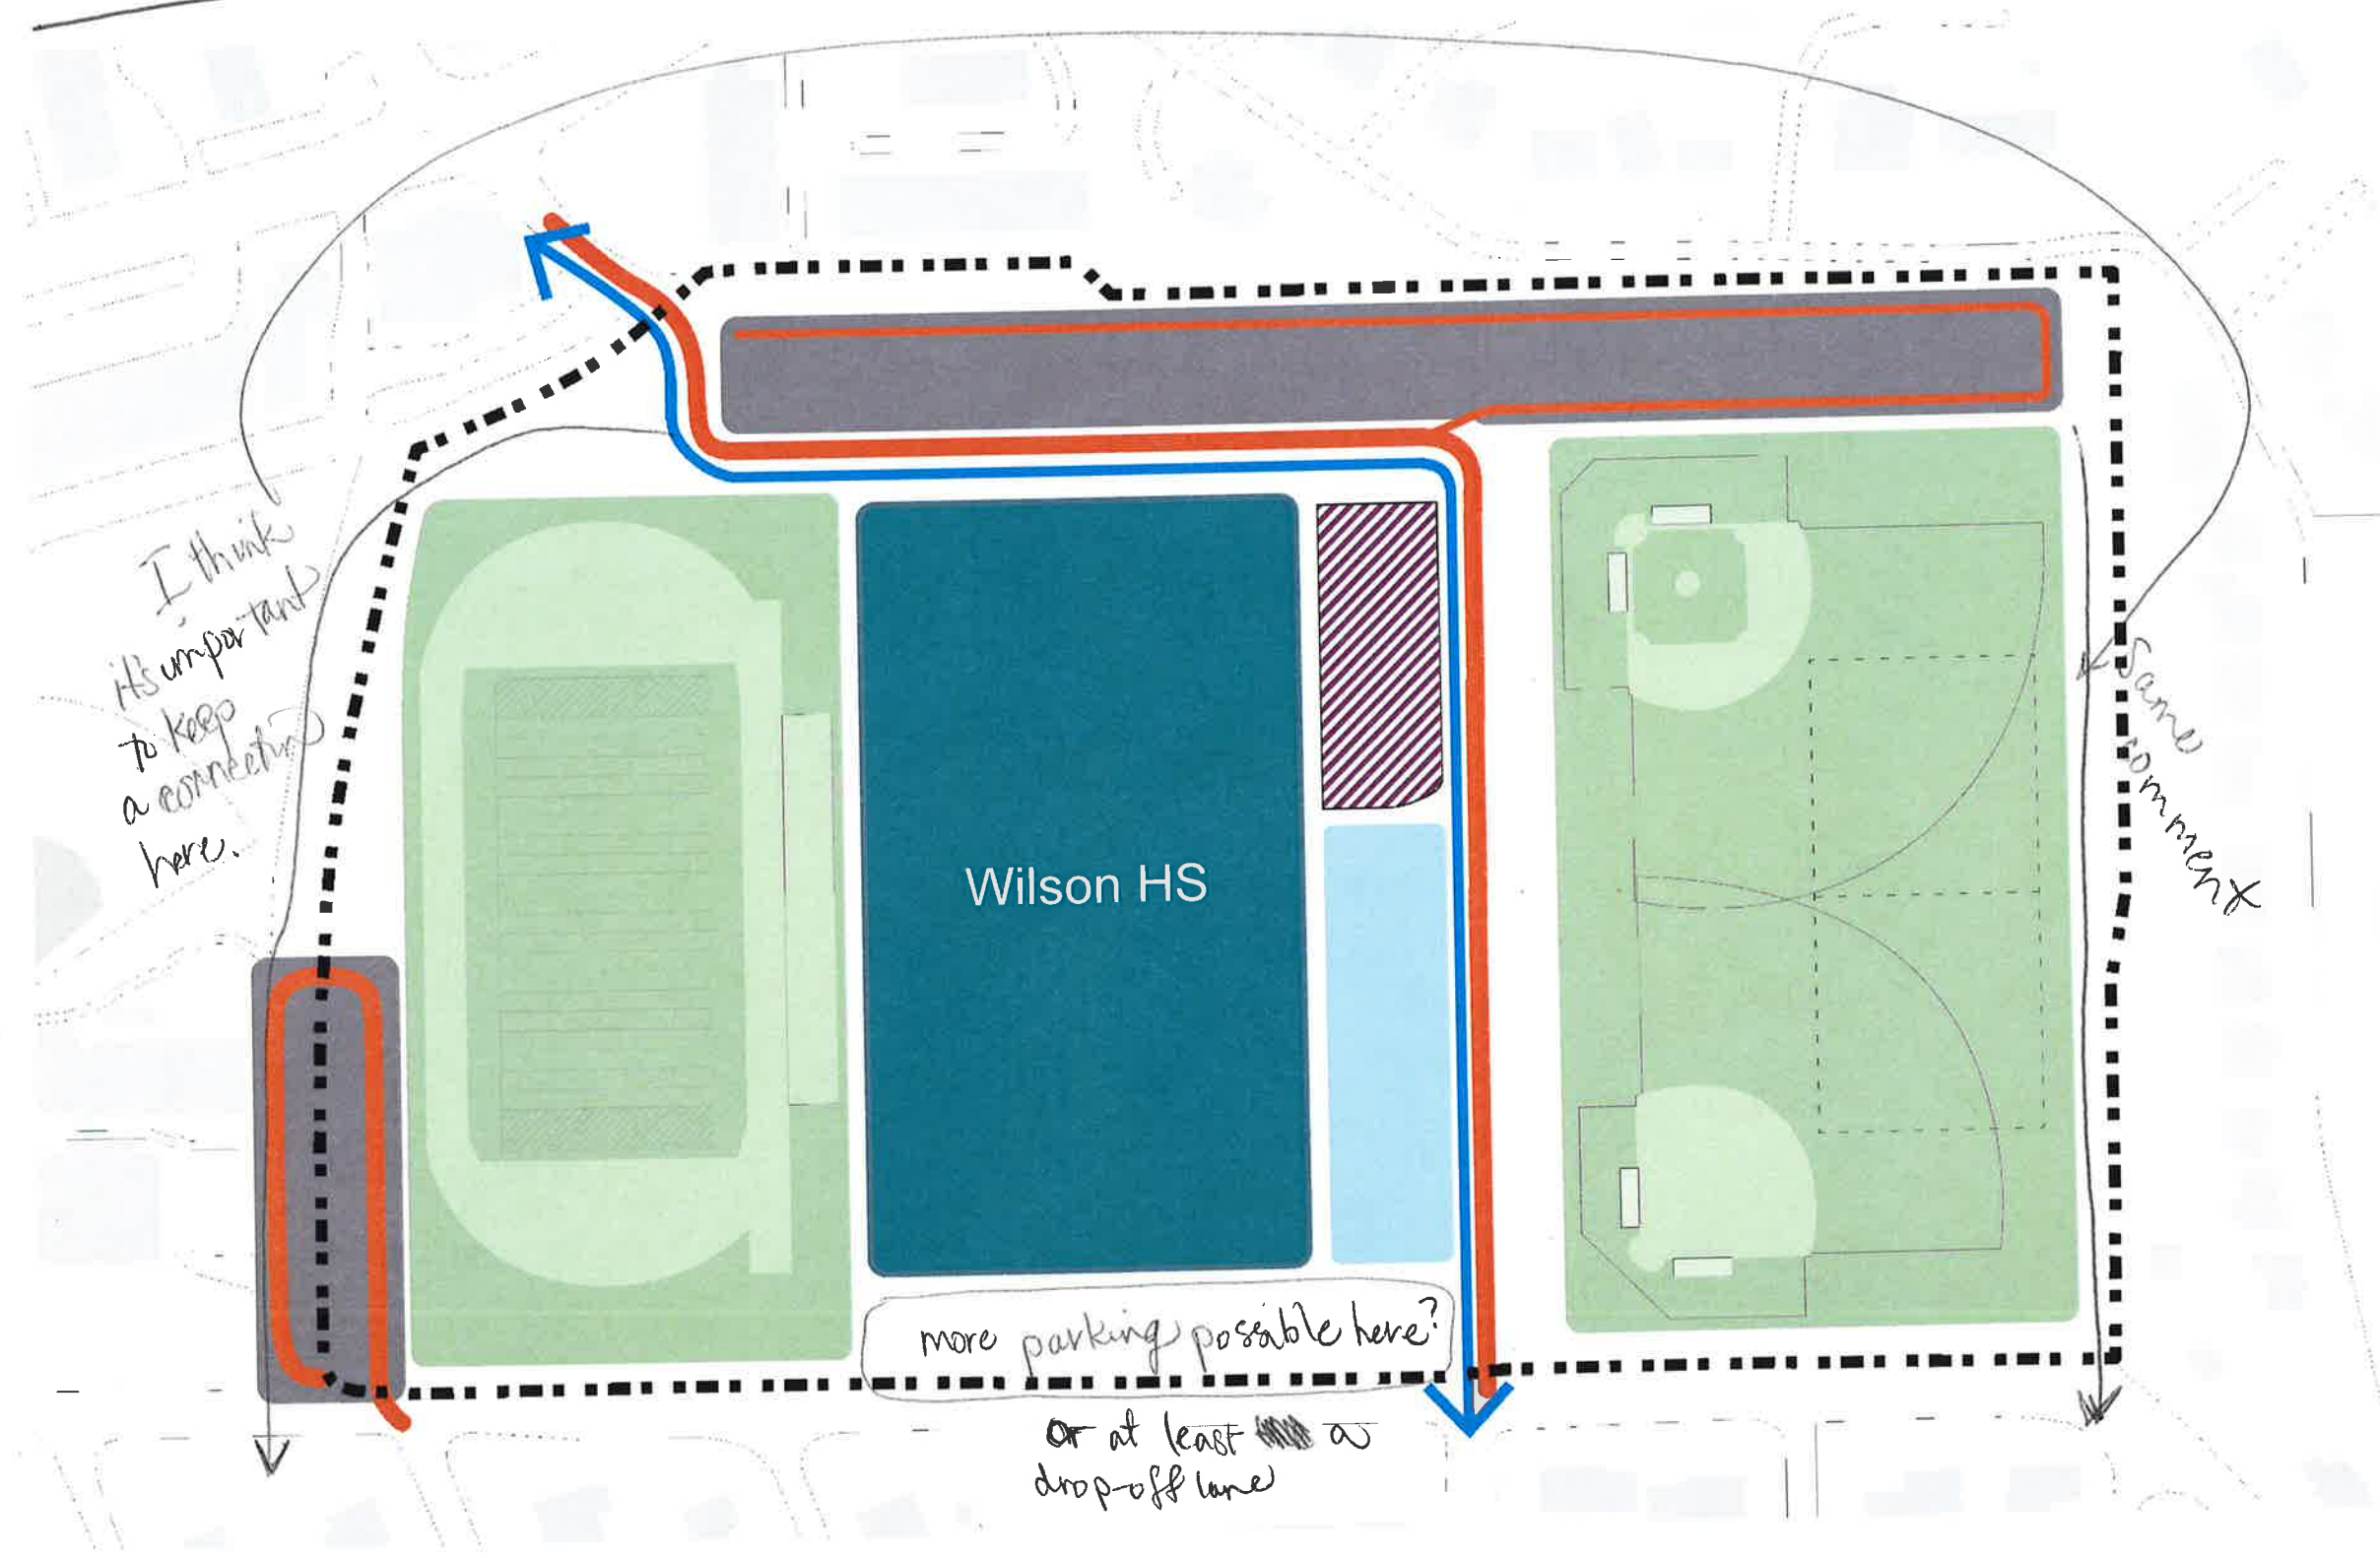 I think
it's important
to keep
a connection
here.
Wilson HS
Same
comment
more parking possible here?
or at least a
drop-off lane